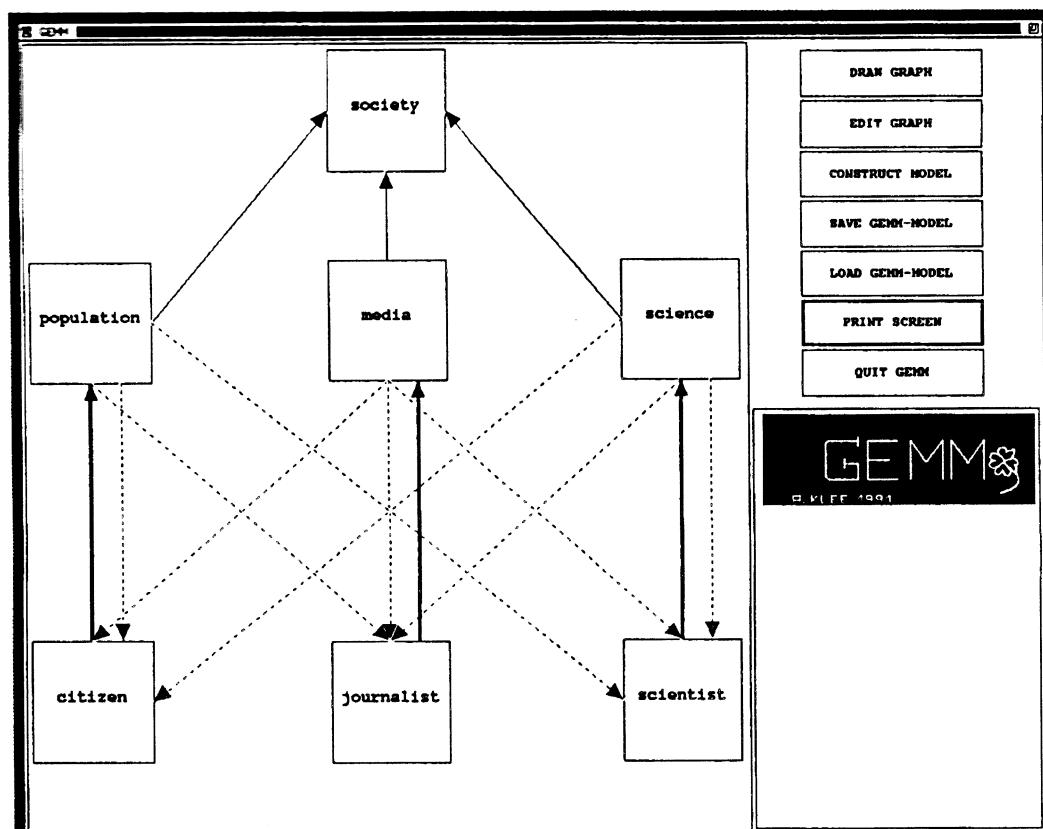 GEMM
society
population
media
science
citizen
journalist
scientist
DRAW GRAPH
EDIT GRAPH
CONSTRUCT MODEL
SAVE GEMM-MODEL
LOAD GEMM-MODEL
PRINT SCREEN
QUIT GEMM
GEMM
A.KLEE 1991